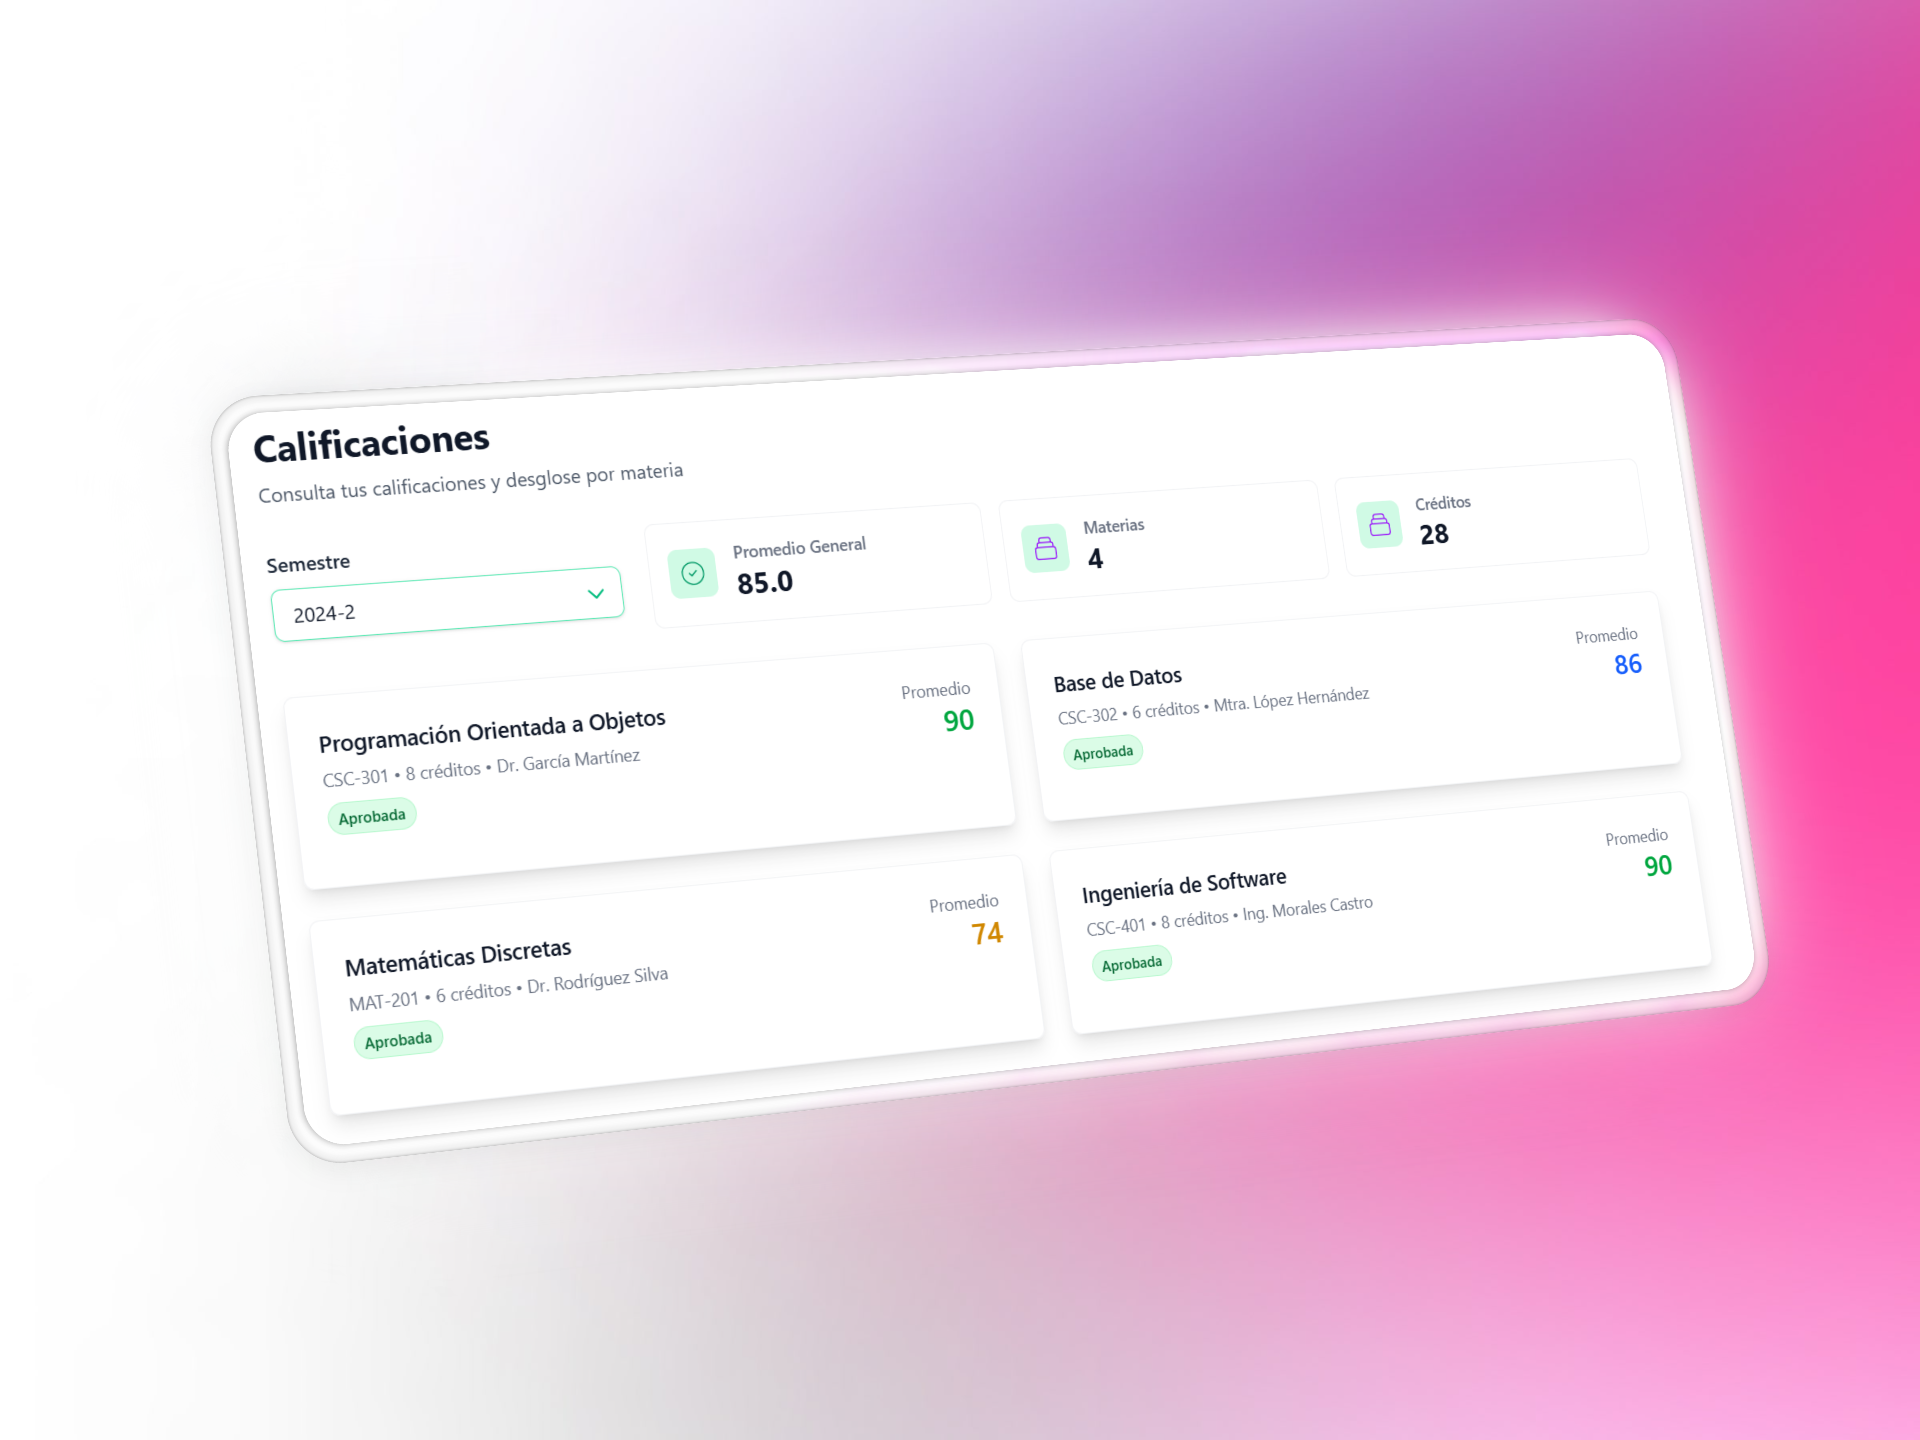 Calificaciones
Consulta tus calificaciones y desglose por materia
Semestre
2024-2
Promedio General
85.0
Materias
4
Créditos
28
Programación Orientada a Objetos
CSC-301 • 8 créditos • Dr. García Martínez
Aprobada
Promedio
90
Base de Datos
CSC-302 • 6 créditos • Mtra. López Hernández
Aprobada
Promedio
86
Matemáticas Discretas
MAT-201 • 6 créditos • Dr. Rodríguez Silva
Aprobada
Promedio
74
Ingeniería de Software
CSC-401 • 8 créditos • Ing. Morales Castro
Aprobada
Promedio
90